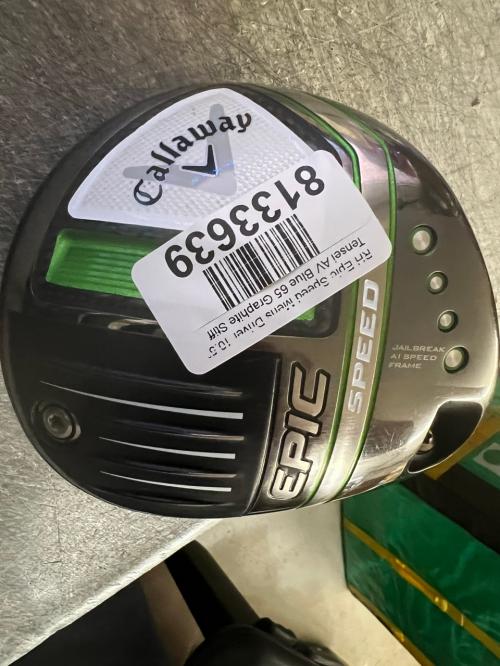 Callaway
8133639
RH Epic Speed Mens Driver 10.5°
Tensei AV Blue 65 Graphite Stiff
EPIC
SPEED
JAILBREAK
AI SPEED
FRAME